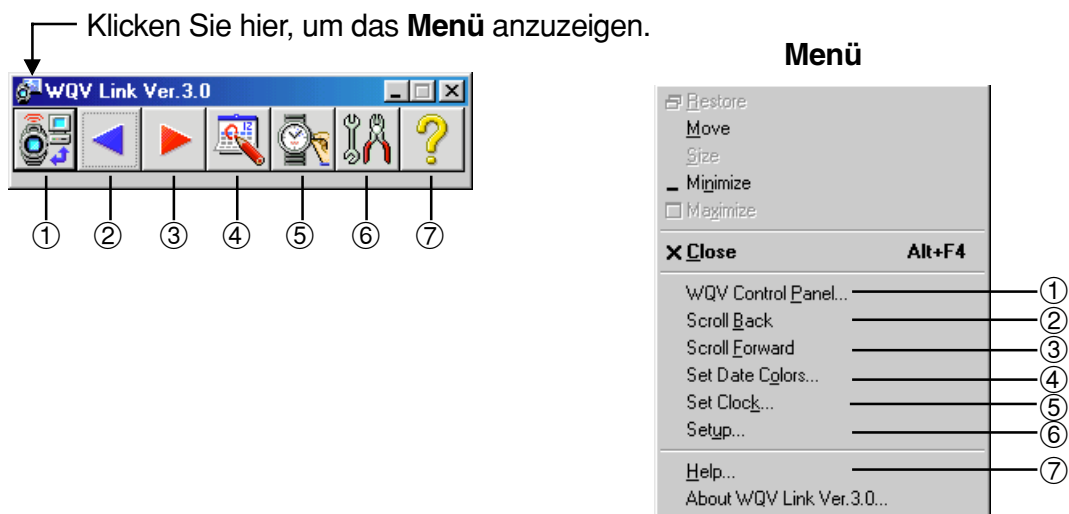 Klicken Sie hier, um das Menü anzuzeigen.
WQV Link Ver.3.0
12
① ② ③ ④ ⑤ ⑥ ⑦
Menü
Restore
Move
Size
Minimize
Maximize
Close Alt+F4
WQV Control Panel... ①
Scroll Back ②
Scroll Forward ③
Set Date Colors... ④
Set Clock... ⑤
Setup... ⑥
Help... ⑦
About WQV Link Ver.3.0...